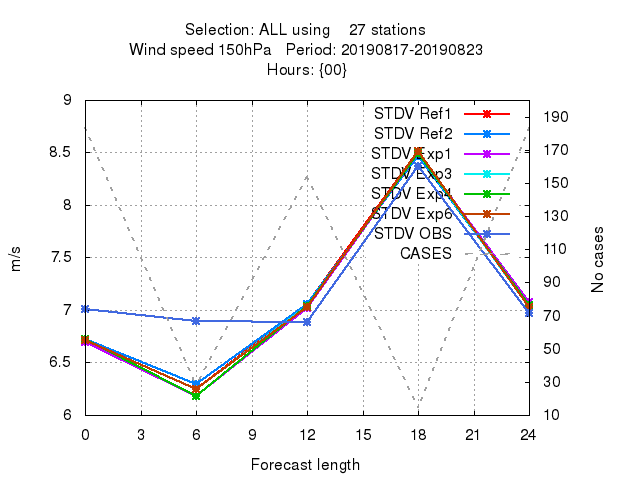 Selection: ALL using    27 stations
Wind speed 150hPa   Period: 20190817-20190823
Hours: {00}
9
8.5
8
7.5
7
6.5
6
m/s
STDV Ref1
STDV Ref2
STDV Exp1
STDV Exp3
STDV Exp4
STDV Exp6
STDV OBS
CASES
190
170
150
130
110
90
70
50
30
10
No cases
0 3 6 9 12 15 18 21 24
Forecast length